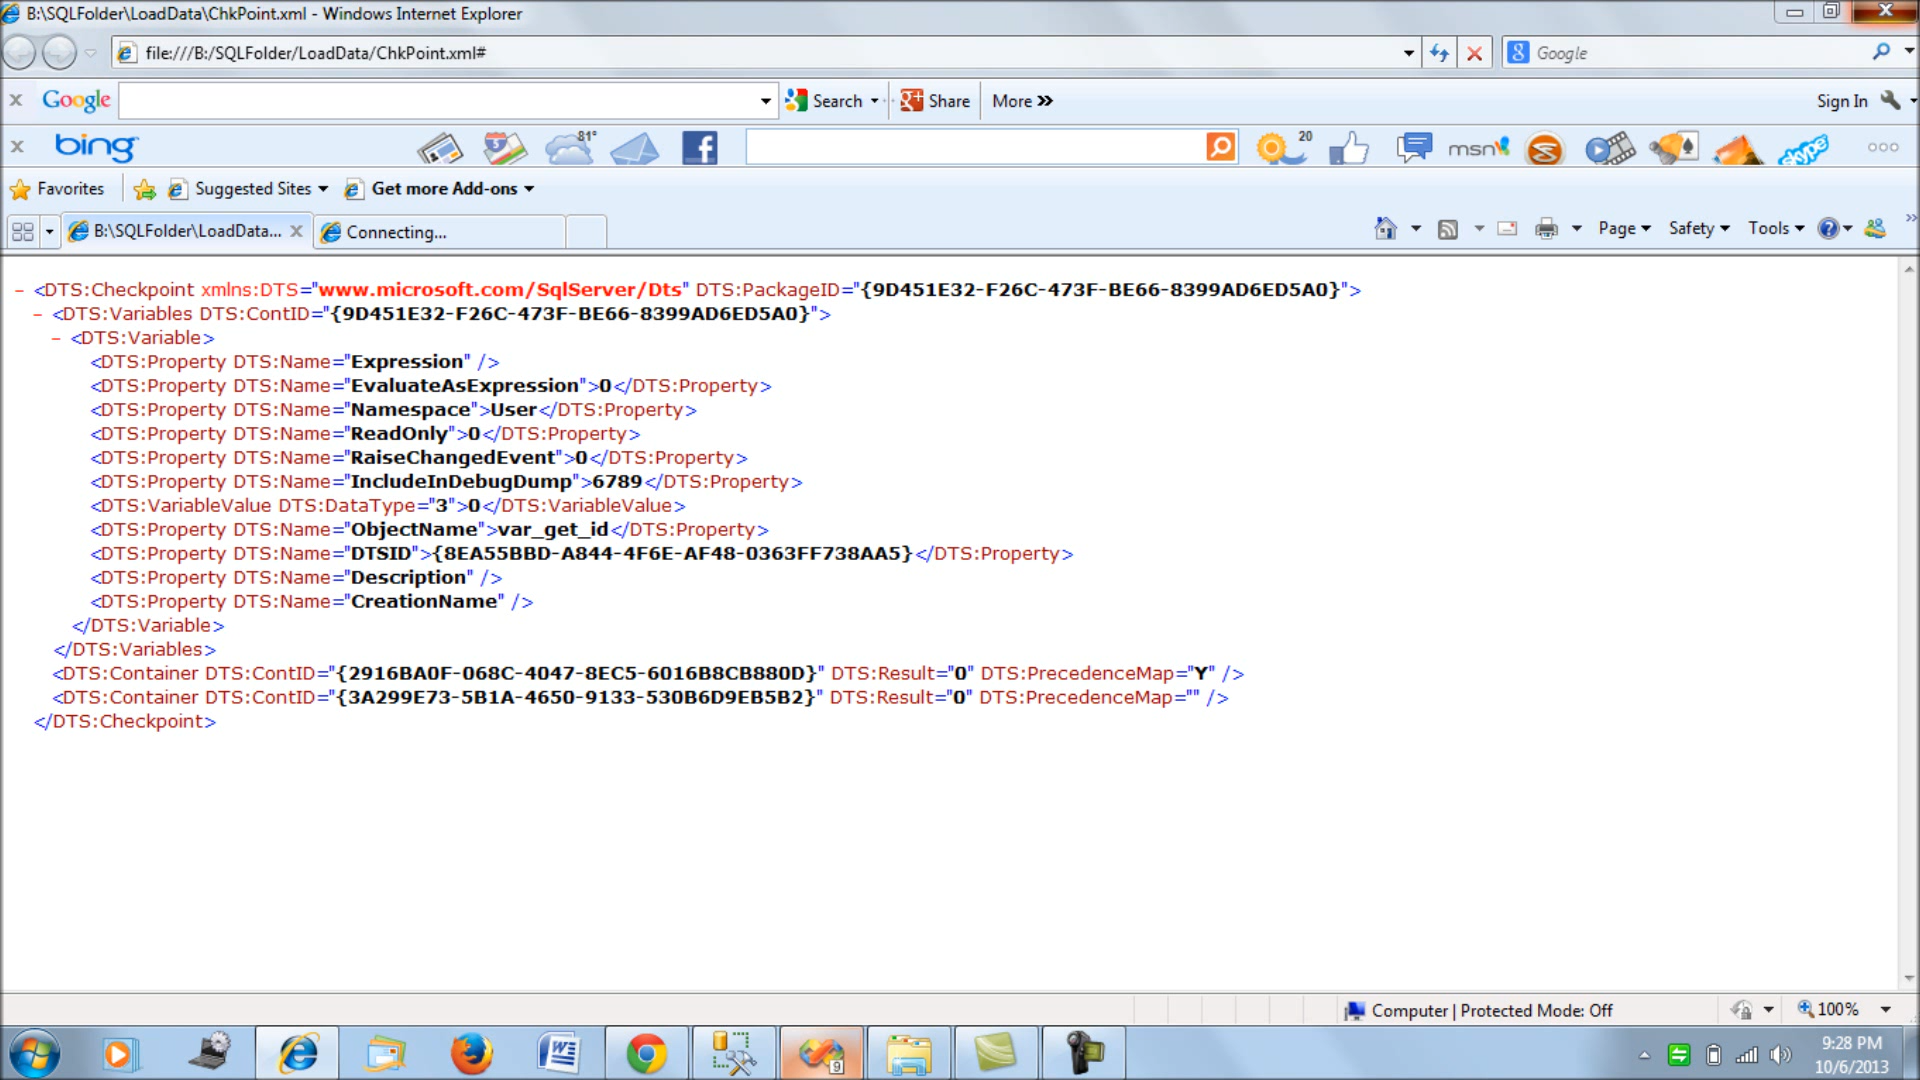 B:\SQLFolder\LoadData\ChkPoint.xml - Windows Internet Explorer
file:///B:/SQLFolder/LoadData/ChkPoint.xml#
Google
x Google Search Share More Sign In
x bing 81° 5 20 msn skype
Favorites Suggested Sites Get more Add-ons
B:\SQLFolder\LoadData... x Connecting... Page Safety Tools
- <DTS:Checkpoint xmlns:DTS="www.microsoft.com/SqlServer/Dts" DTS:PackageID="{9D451E32-F26C-473F-BE66-8399AD6ED5A0}">
- <DTS:Variables DTS:ContID="{9D451E32-F26C-473F-BE66-8399AD6ED5A0}">
- <DTS:Variable>
<DTS:Property DTS:Name="Expression" />
<DTS:Property DTS:Name="EvaluateAsExpression">0</DTS:Property>
<DTS:Property DTS:Name="Namespace">User</DTS:Property>
<DTS:Property DTS:Name="ReadOnly">0</DTS:Property>
<DTS:Property DTS:Name="RaiseChangedEvent">0</DTS:Property>
<DTS:Property DTS:Name="IncludeInDebugDump">6789</DTS:Property>
<DTS:VariableValue DTS:DataType="3">0</DTS:VariableValue>
<DTS:Property DTS:Name="ObjectName">var_get_id</DTS:Property>
<DTS:Property DTS:Name="DTSID">{8EA55BBD-A844-4F6E-AF48-0363FF738AA5}</DTS:Property>
<DTS:Property DTS:Name="Description" />
<DTS:Property DTS:Name="CreationName" />
</DTS:Variable>
</DTS:Variables>
<DTS:Container DTS:ContID="{2916BA0F-068C-4047-8EC5-6016B8CB880D}" DTS:Result="0" DTS:PrecedenceMap="Y" />
<DTS:Container DTS:ContID="{3A299E73-5B1A-4650-9133-530B6D9EB5B2}" DTS:Result="0" DTS:PrecedenceMap="" />
</DTS:Checkpoint>
Computer | Protected Mode: Off 100%
9 9:28 PM
10/6/2013